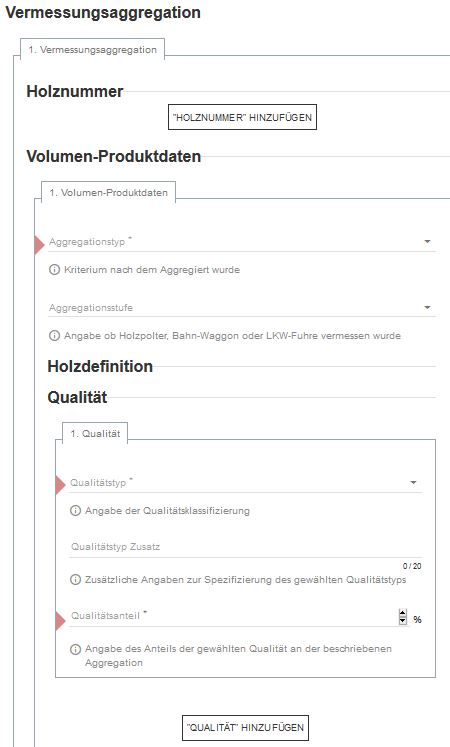 Vermessungsaggregation
1. Vermessungsaggregation
Holznummer
"HOLZNUMMER" HINZUFÜGEN
Volumen-Produktdaten
1. Volumen-Produktdaten
Aggregationstyp *
Kriterium nach dem Aggregiert wurde
Aggregationsstufe
Angabe ob Holzpolter, Bahn-Waggon oder LKW-Fuhre vermessen wurde
Holzdefinition
Qualität
1. Qualität
Qualitätstyp *
Angabe der Qualitätsklassifizierung
Qualitätstyp Zusatz
0 / 20
Zusätzliche Angaben zur Spezifizierung des gewählten Qualitätstyps
Qualitätsanteil *
%
Angabe des Anteils der gewählten Qualität an der beschriebenen
Aggregation
"QUALITÄT" HINZUFÜGEN